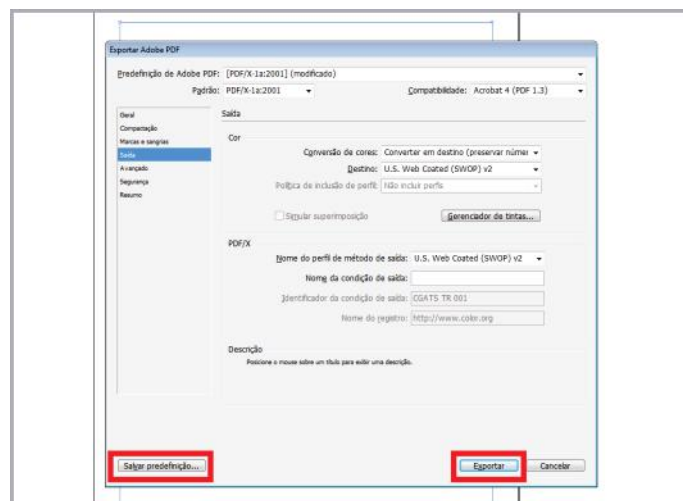 Exportar Adobe PDF
Predefinição de Adobe PDF: [PDF/X-1a:2001] (modificado)
Padrão: PDF/X-1a:2001 Compatibilidade: Acrobat 4 (PDF 1.3)
Geral
Compactação
Marcas e sangrias
Saída
Avançado
Segurança
Resumo
Saída
Cor
Conversão de cores: Converter em destino (preservar númer
Destino: U.S. Web Coated (SWOP) v2
Política de inclusão de perfil: Não incluir perfis
Simular superimposição Gerenciador de tintas...
PDF/X
Nome do perfil de método de saída: U.S. Web Coated (SWOP) v2
Nome da condição de saída:
Identificador da condição de saída: CGATS TR 001
Nome do registro: http://www.color.org
Descrição
Posicione o mouse sobre um título para exibir uma descrição.
Salvar predefinição... Exportar Cancelar